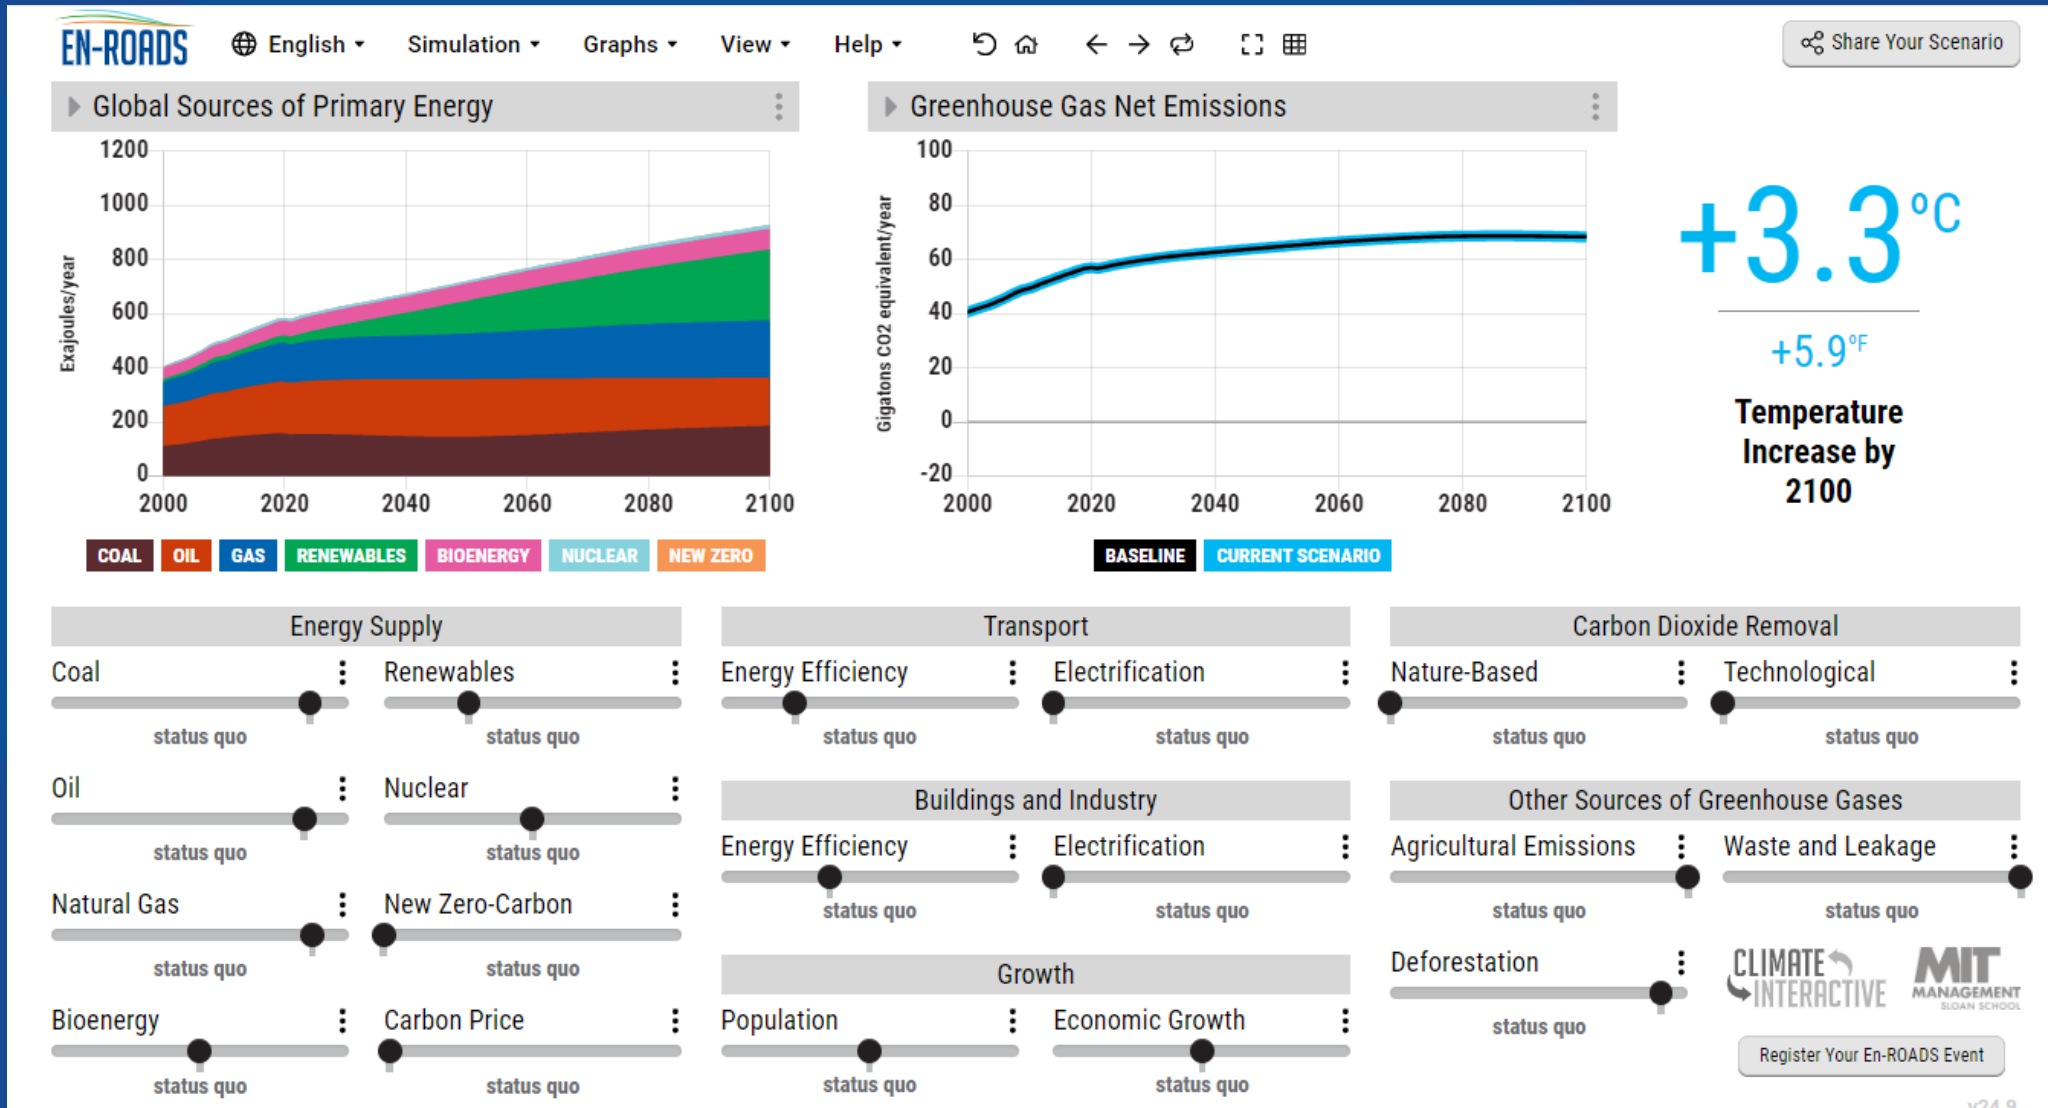 EN-ROADS
English
Simulation
Graphs
View
Help
Share Your Scenario
Global Sources of Primary Energy
1200
1000
800
600
400
200
0
Exajoules/year
2000 2020 2040 2060 2080 2100
COAL OIL GAS RENEWABLES BIOENERGY NUCLEAR NEW ZERO
Greenhouse Gas Net Emissions
100
80
60
40
20
0
-20
Gigatons CO2 equivalent/year
2000 2020 2040 2060 2080 2100
BASELINE CURRENT SCENARIO
+3.3°C
+5.9°F
Temperature
Increase by
2100
Energy Supply
Coal
status quo
Renewables
status quo
Oil
status quo
Nuclear
status quo
Natural Gas
status quo
New Zero-Carbon
status quo
Bioenergy
status quo
Carbon Price
status quo
Transport
Energy Efficiency
status quo
Electrification
status quo
Buildings and Industry
Energy Efficiency
status quo
Electrification
status quo
Growth
Population
status quo
Economic Growth
status quo
Carbon Dioxide Removal
Nature-Based
status quo
Technological
status quo
Other Sources of Greenhouse Gases
Agricultural Emissions
status quo
Waste and Leakage
status quo
Deforestation
status quo
CLIMATE
INTERACTIVE
MIT
MANAGEMENT
SLOAN SCHOOL
Register Your En-ROADS Event
v24.9